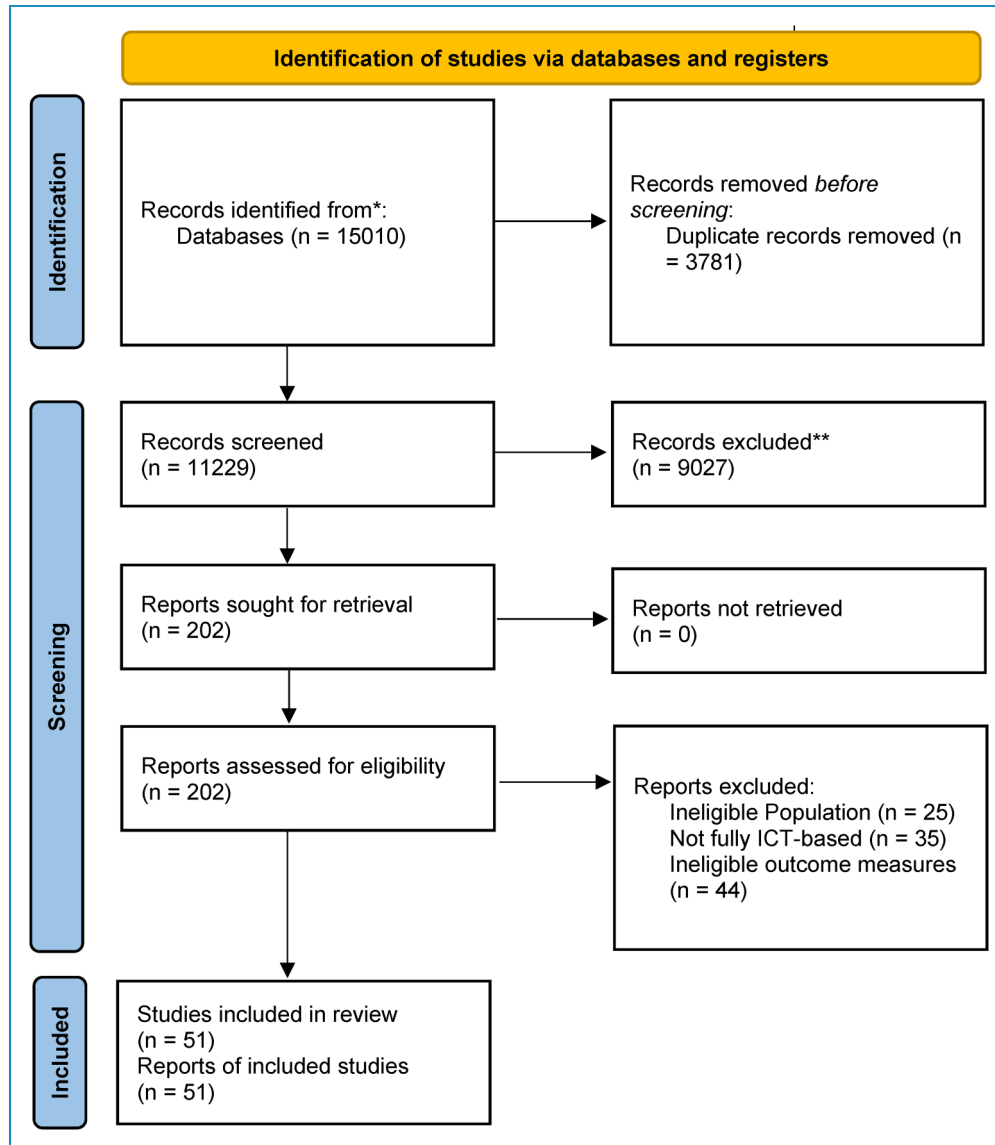 Identification of studies via databases and registers
Identification
Records identified from*:
Databases (n = 15010)
Records removed before
screening:
Duplicate records removed (n
= 3781)
Screening
Records screened
(n = 11229)
Records excluded**
(n = 9027)
Reports sought for retrieval
(n = 202)
Reports not retrieved
(n = 0)
Reports assessed for eligibility
(n = 202)
Reports excluded:
Ineligible Population (n = 25)
Not fully ICT-based (n = 35)
Ineligible outcome measures
(n = 44)
Included
Studies included in review
(n = 51)
Reports of included studies
(n = 51)